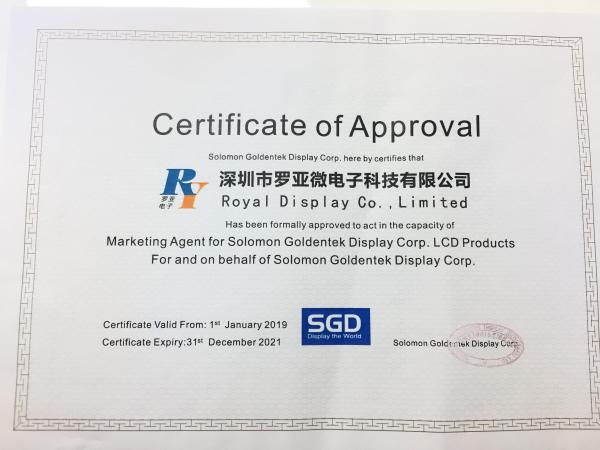 Certificate of Approval
Solomon Goldentek Display Corp. here by certifies that
RY 深圳市罗亚微电子科技有限公司
罗亚 Royal Display Co.,Limited
电子
Has been formally approved to act in the capacity of
Marketing Agent for Solomon Goldentek Display Corp. LCD Products
For and on behalf of Solomon Goldentek Display Corp.
Certificate Valid From: 1st January 2019
SGD
Display the World
Certificate Expiry:31st December 2021
Solomon Goldentek Display Corp.